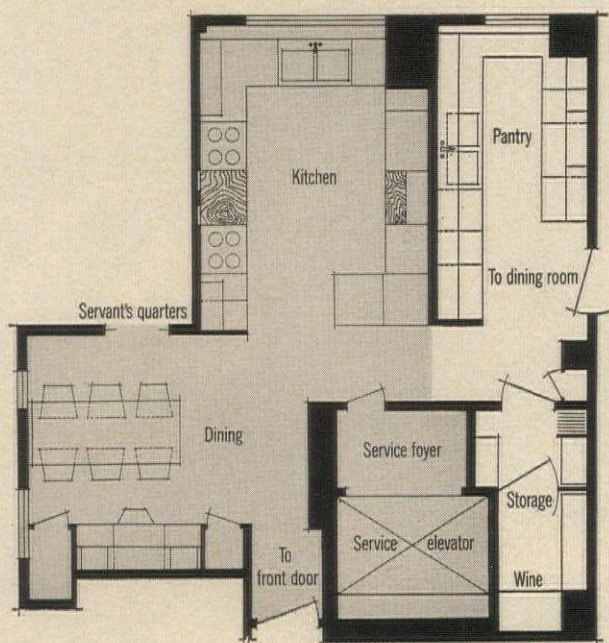 Kitchen
Pantry
To dining room
Servant's quarters
Dining
Service foyer
Storage
Service elevator
To
front door
Wine